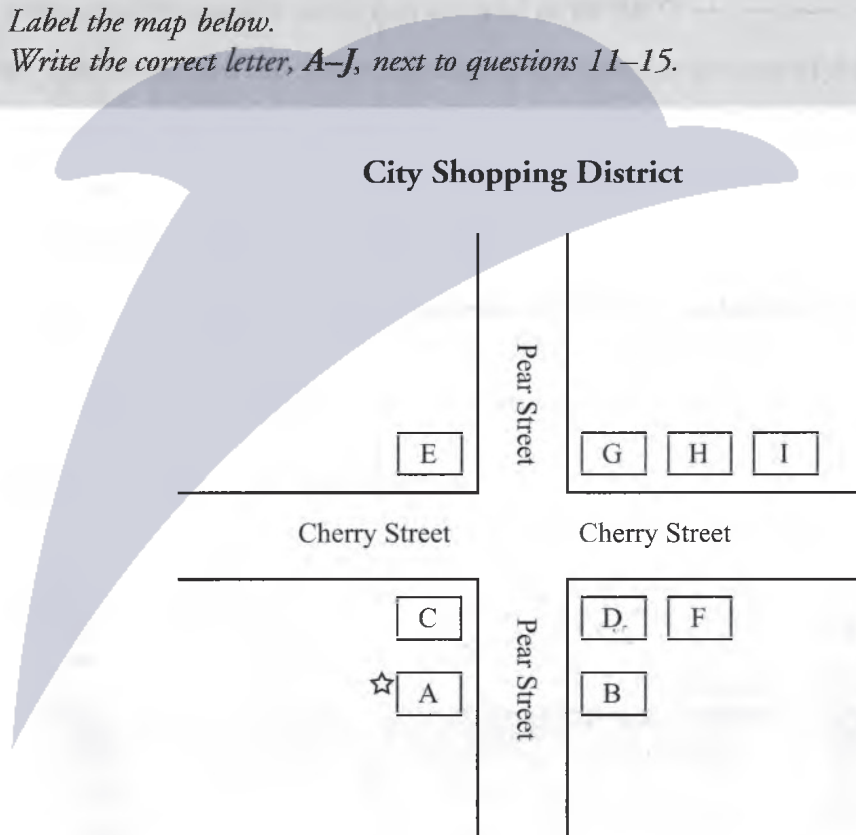 Label the map below.
Write the correct letter, A–J, next to questions 11–15.
City Shopping District
Pear Street
E
G H I
Cherry Street Cherry Street
C
D F
Pear Street
A
B